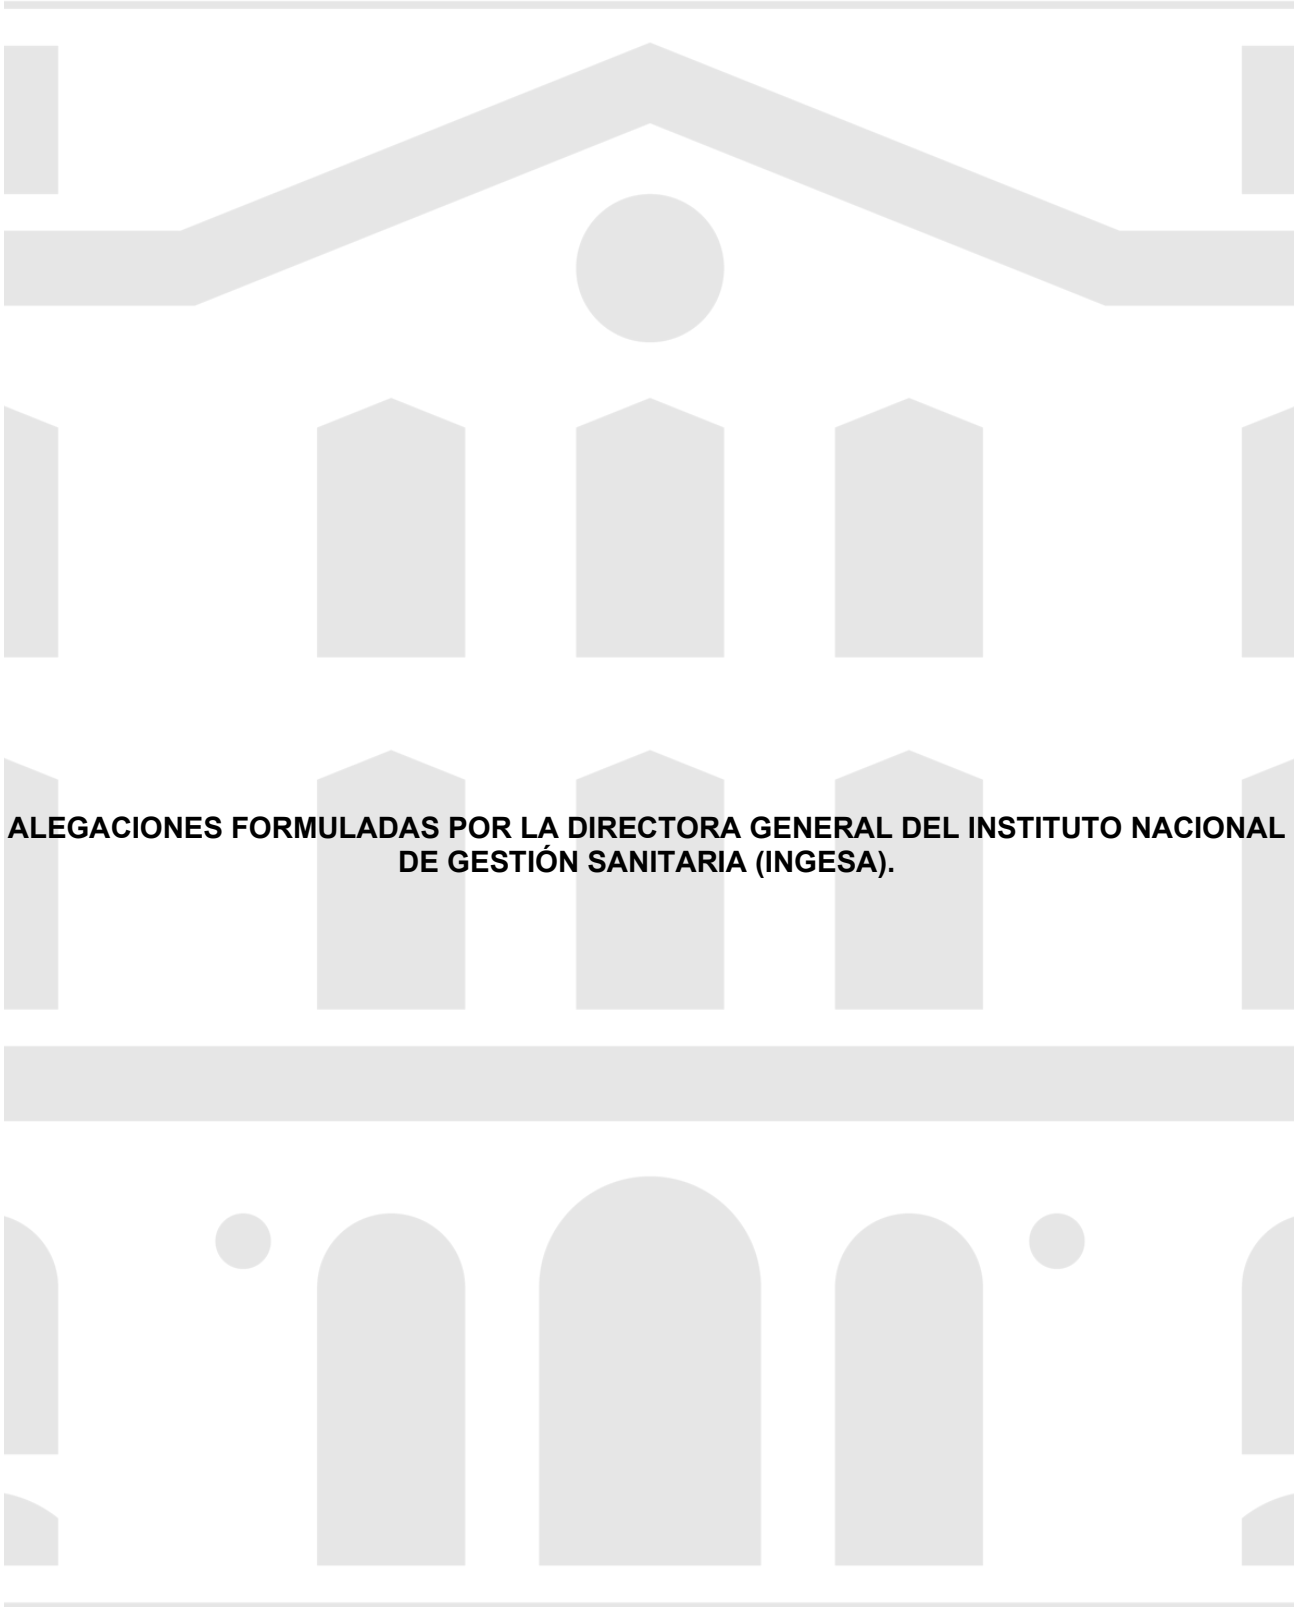 ALEGACIONES FORMULADAS POR LA DIRECTORA GENERAL DEL INSTITUTO NACIONAL
DE GESTIÓN SANITARIA (INGESA).